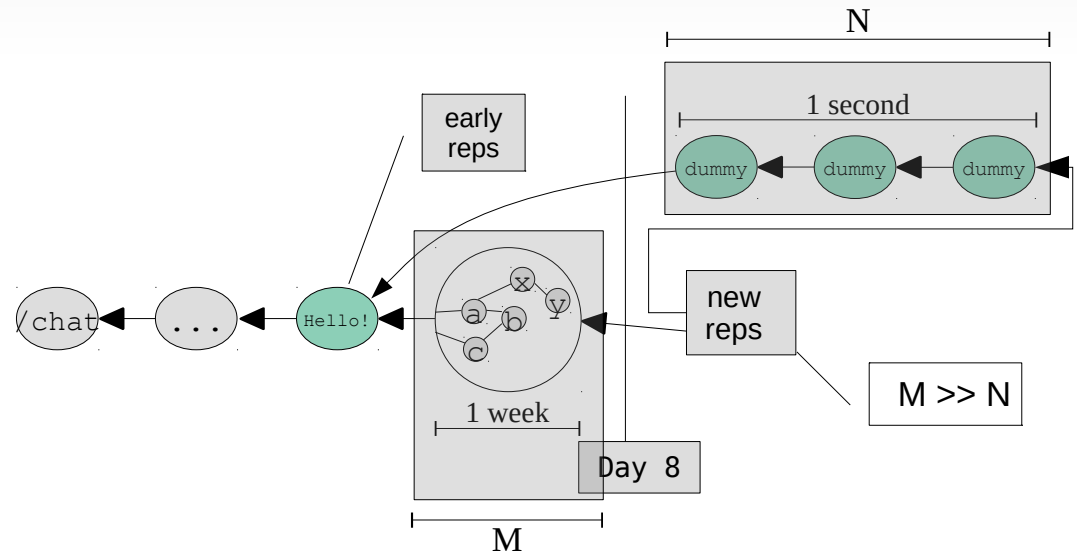 N
1 second
dummy
dummy
dummy
early
reps
/chat
...
Hello!
x
y
a
b
c
1 week
new
reps
M >> N
Day 8
M